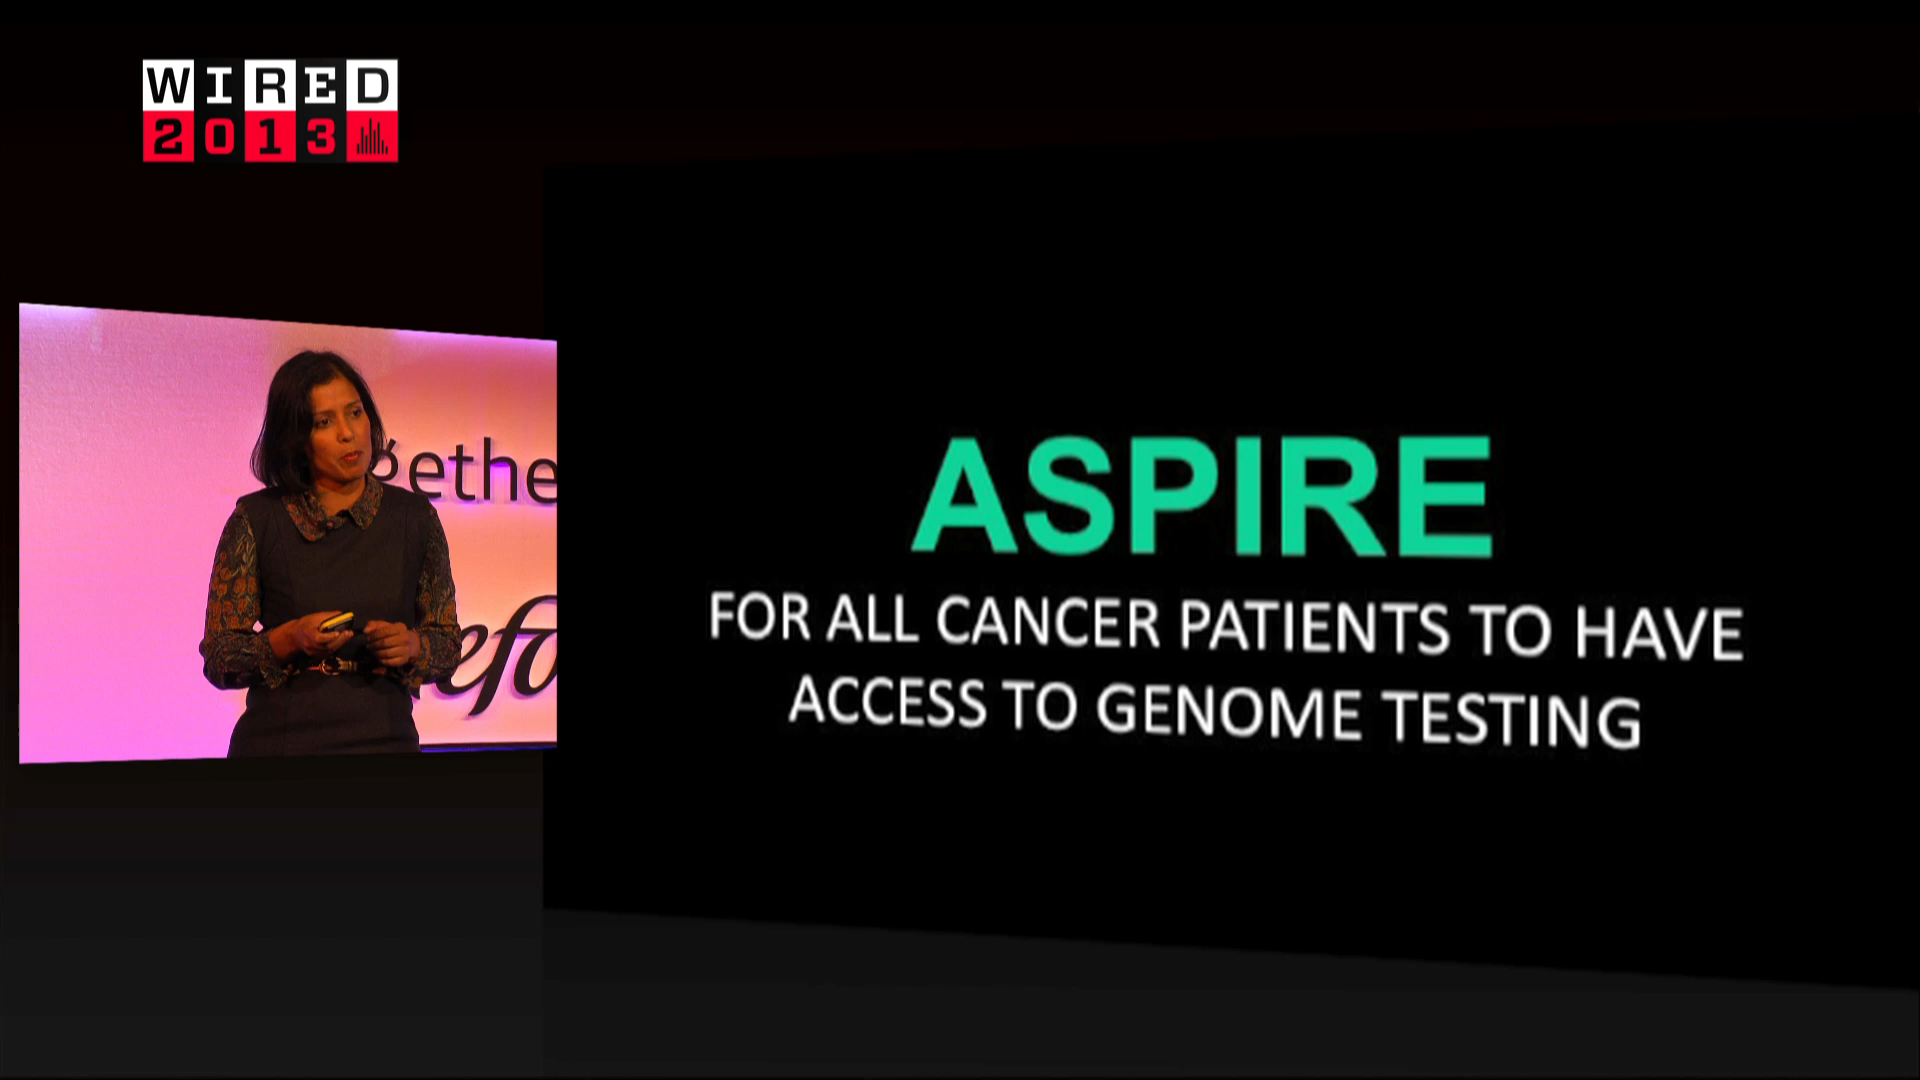 WIRED
2013
ASPIRE
FOR ALL CANCER PATIENTS TO HAVE
ACCESS TO GENOME TESTING